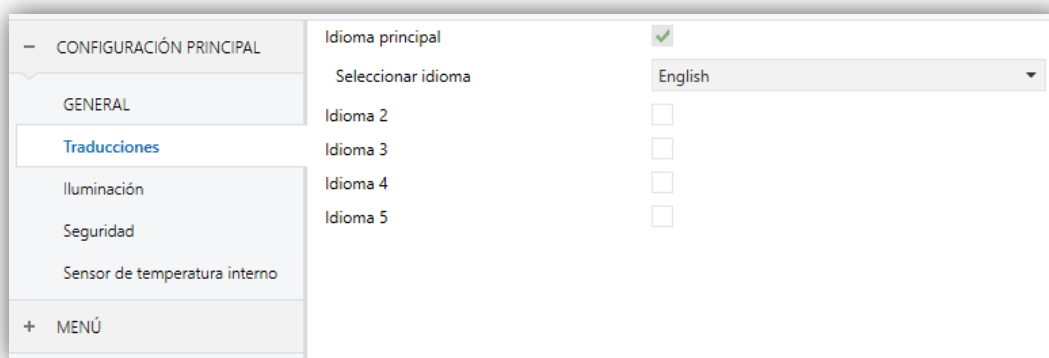 CONFIGURACIÓN PRINCIPAL
GENERAL
Traducciones
Iluminación
Seguridad
Sensor de temperatura interno
MENÚ
Idioma principal
Seleccionar idioma English
Idioma 2
Idioma 3
Idioma 4
Idioma 5